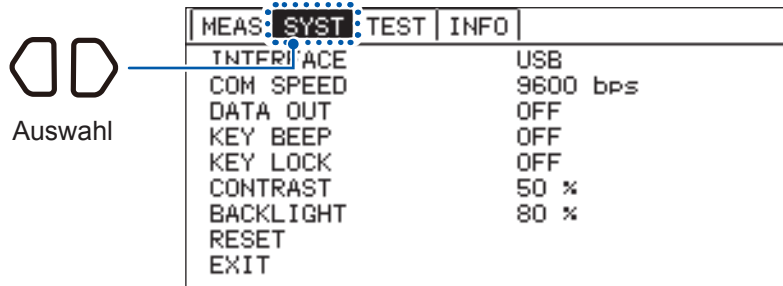 MEAS SYST TEST INFO
INTERFACE USB
COM SPEED 9600 bps
DATA OUT OFF
KEY BEEP OFF
KEY LOCK OFF
CONTRAST 50 %
BACKLIGHT 80 %
RESET
EXIT
Auswahl